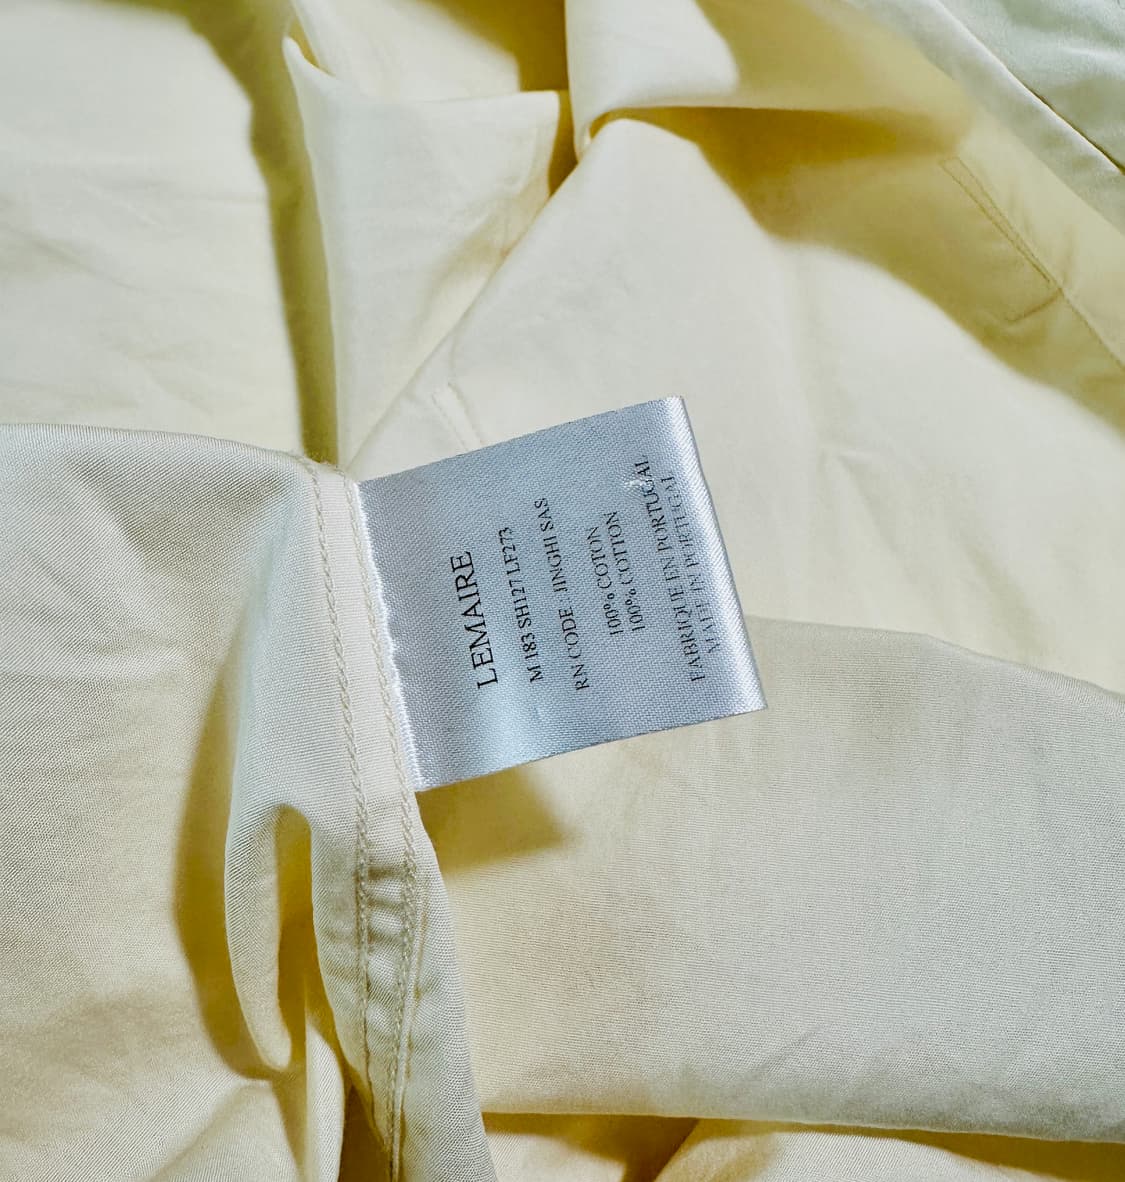 LEMAIRE
M 183 SH127 LF273
RN CODE JINGHI SAS
100% COTON
100% COTTON
FABRIQUE EN PORTUGAL
MADE IN PORTUGAL